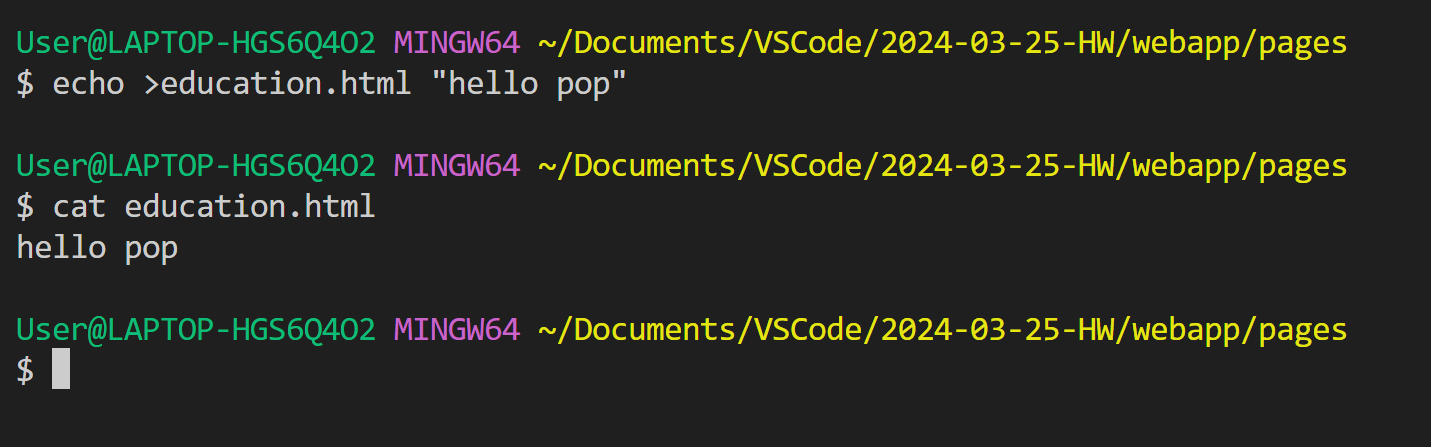 User@LAPTOP-HGS6Q4O2 MINGW64 ~/Documents/VSCode/2024-03-25-HW/webapp/pages
$ echo >education.html "hello pop"
User@LAPTOP-HGS6Q4O2 MINGW64 ~/Documents/VSCode/2024-03-25-HW/webapp/pages
$ cat education.html
hello pop
User@LAPTOP-HGS6Q4O2 MINGW64 ~/Documents/VSCode/2024-03-25-HW/webapp/pages
$